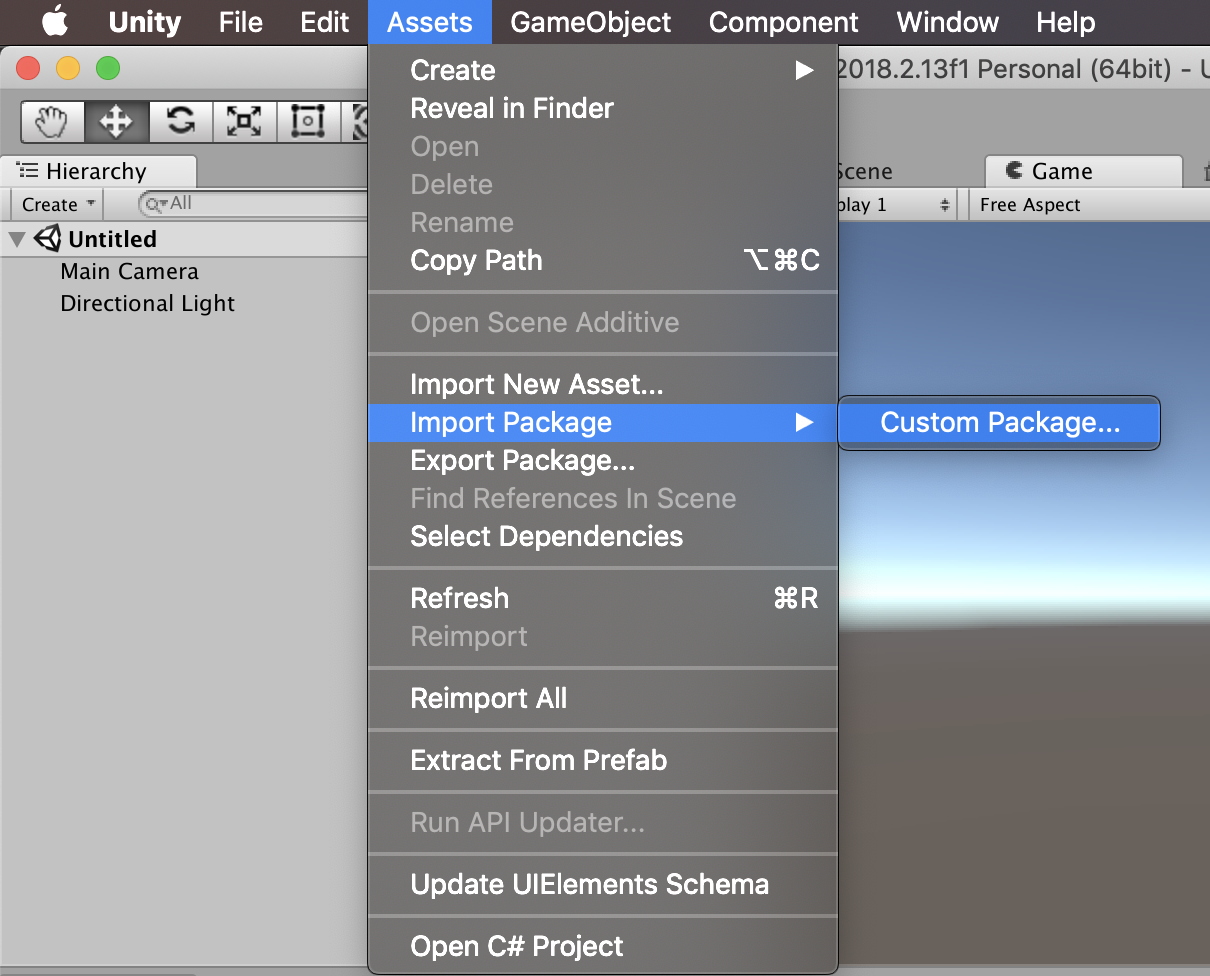 Unity File Edit Assets GameObject Component Window Help
2018.2.13f1 Personal (64bit) -
Hierarchy
Create
All
Untitled
Main Camera
Directional Light
Create
Reveal in Finder
Open
Delete
Rename
Copy Path ⌥⌘C
Open Scene Additive
Import New Asset...
Import Package
Export Package...
Find References In Scene
Select Dependencies
Refresh ⌘R
Reimport
Reimport All
Extract From Prefab
Run API Updater...
Update UIElements Schema
Open C# Project
Custom Package...
Game
1 Free Aspect